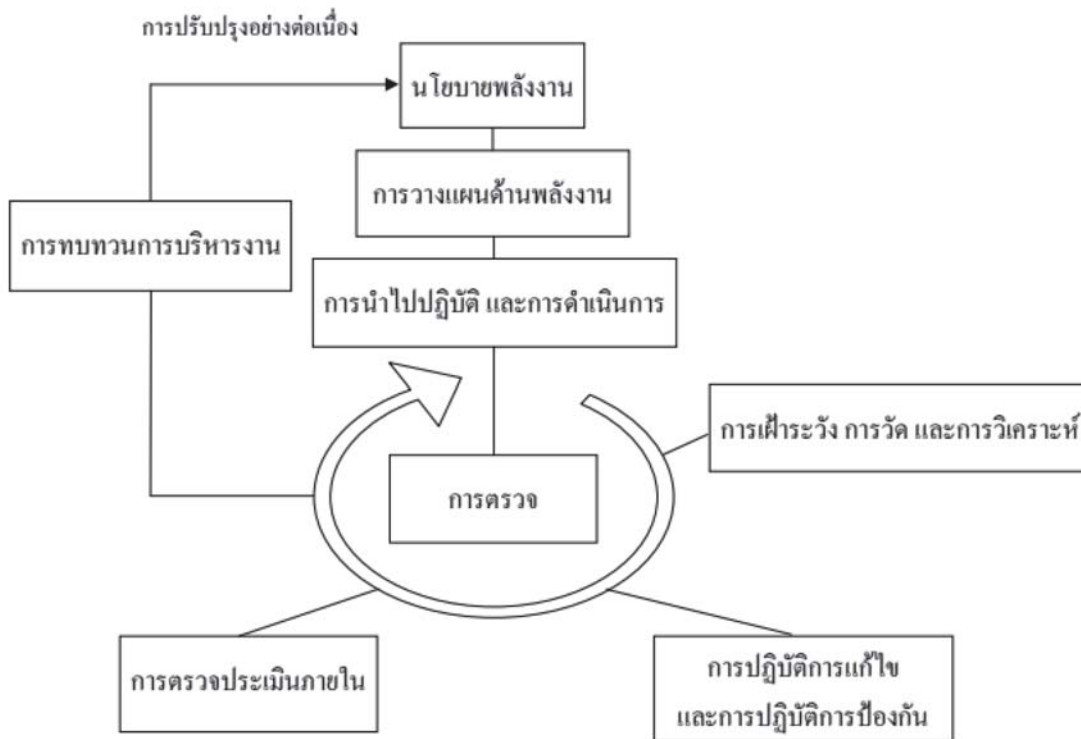 การปรับปรุงอย่างต่อเนื่อง
นโยบายพลังงาน
การวางแผนด้านพลังงาน
การทบทวนการบริหารงาน
การนำไปปฏิบัติ และการดำเนินการ
การเฝ้าระวัง การวัด และการวิเคราะห์
การตรวจ
การตรวจประเมินภายใน
การปฏิบัติการแก้ไข
และการปฏิบัติการป้องกัน